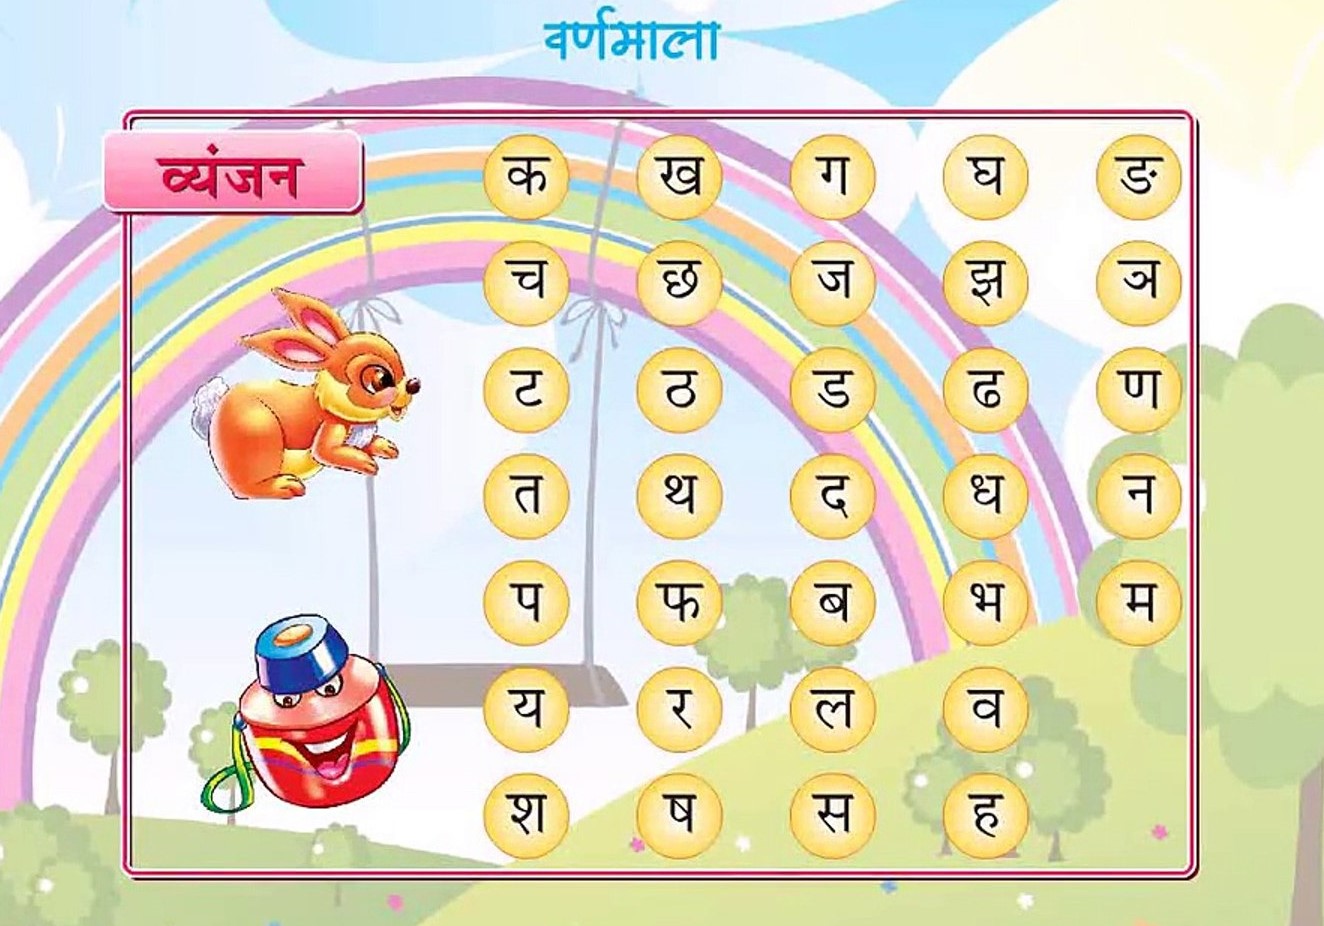 वर्णमाला
व्यंजन
क ख ग घ ङ
च छ ज झ ञ
ट ठ ड ढ ण
त थ द ध न
प फ ब भ म
य र ल व
श ष स ह